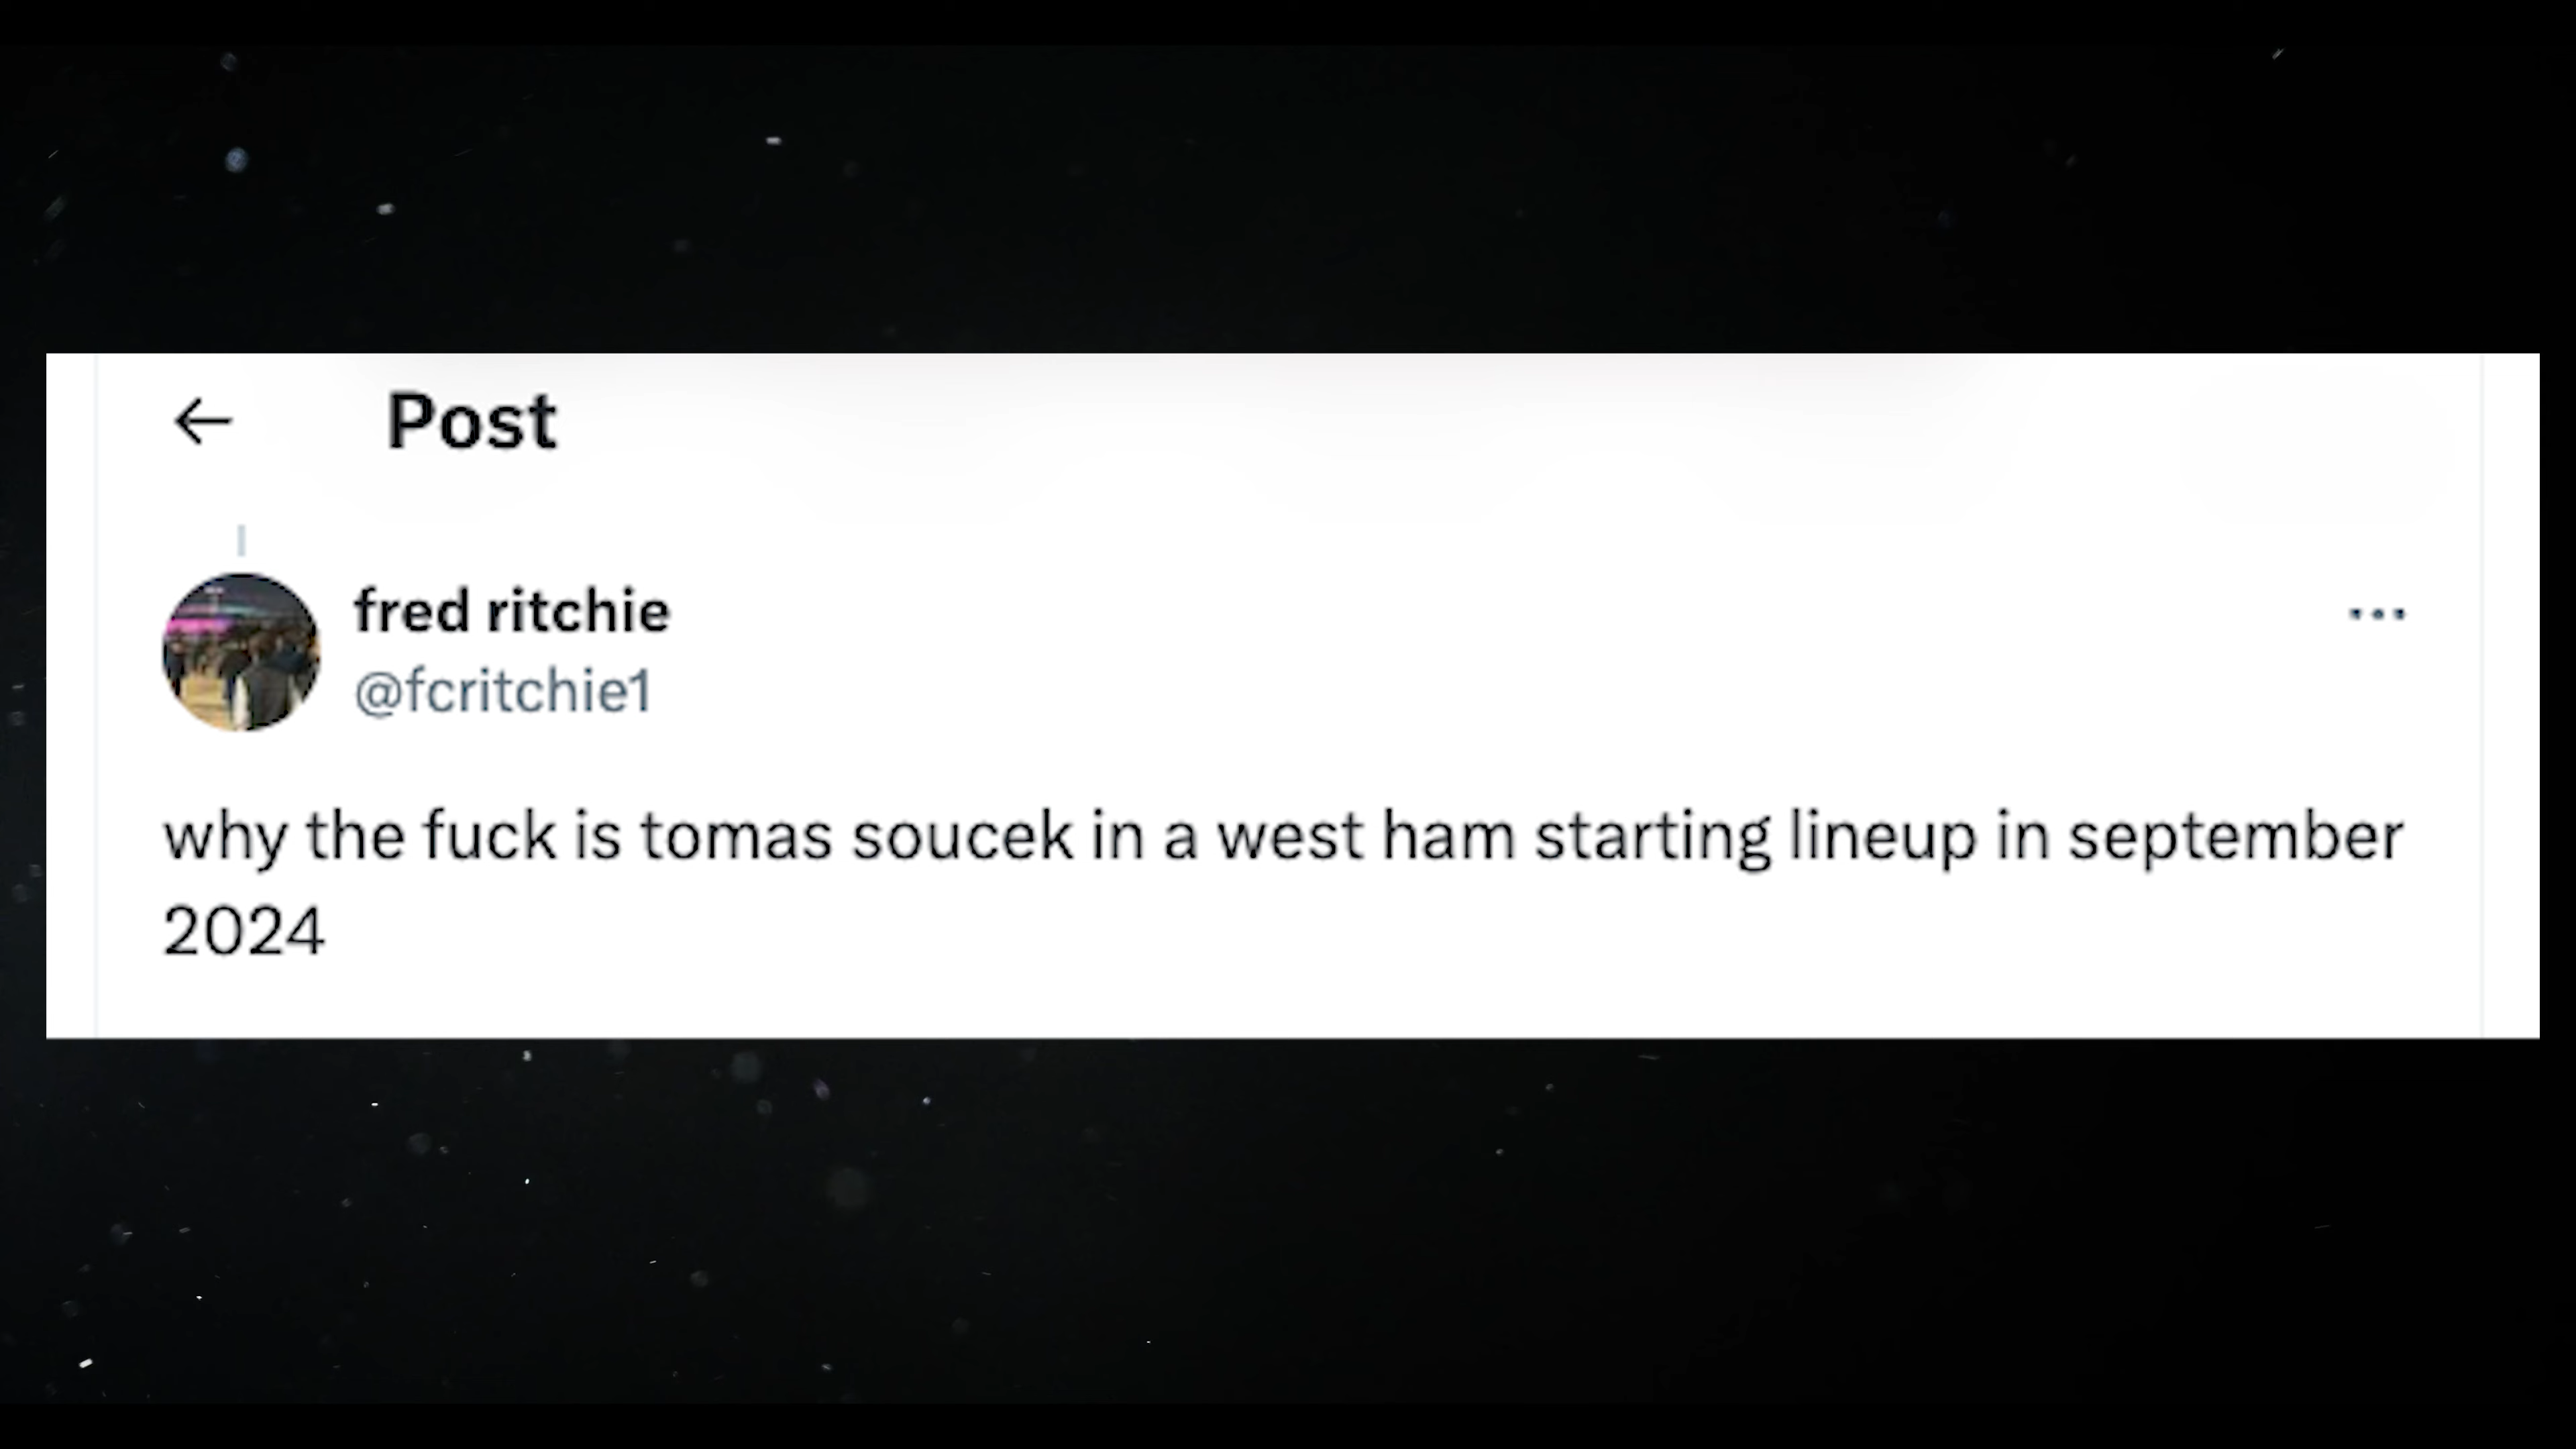 Post
fred ritchie
@fcritchie1
why the fuck is tomas soucek in a west ham starting lineup in september
2024